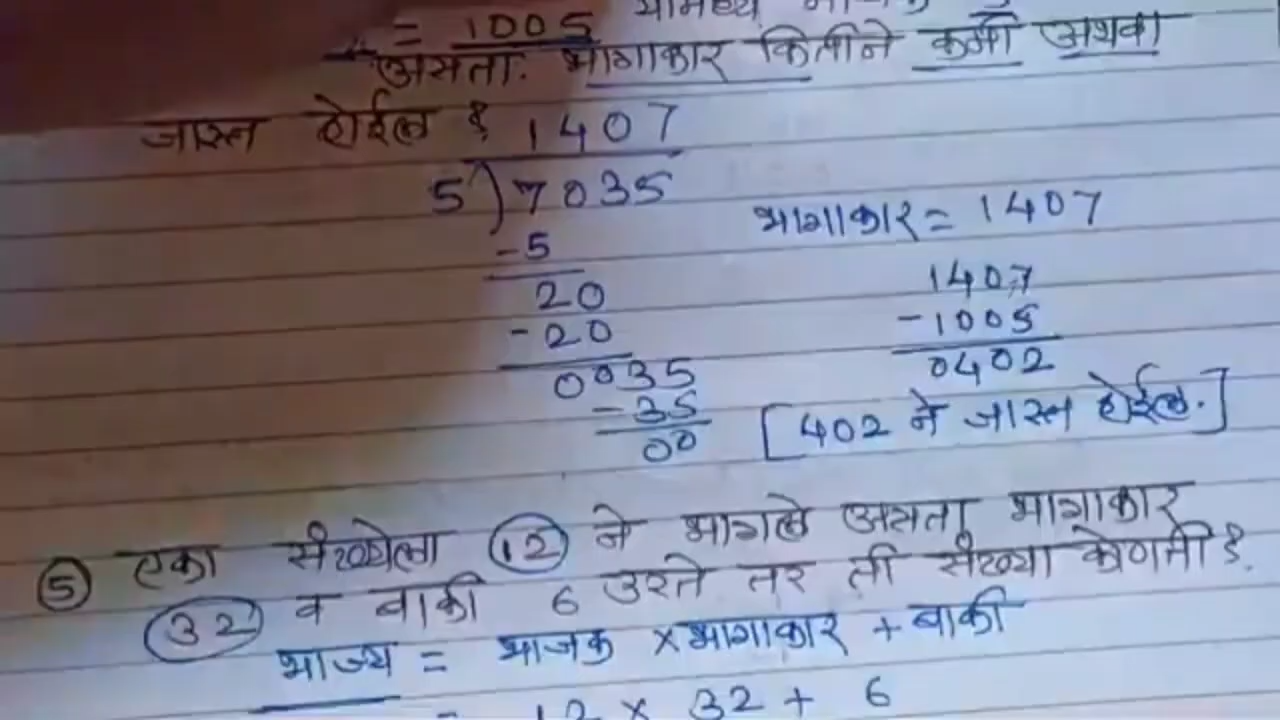 = 1005
असता. भागाकार कितीने कमी अथवा
जास्त होईल ? 1407
5) 7035
-5
20
-20
0035
-35
00
भागाकार = 1407
1407
-1005
0402
[402 ने जास्त होईल.]
⑤ एका संख्येला 12 ने भागले असता भागाकार
32 व बाकी 6 उरते तर ती संख्या कोणती ?
भाज्य = भाजक × भागाकार + बाकी
= 12 × 32 + 6